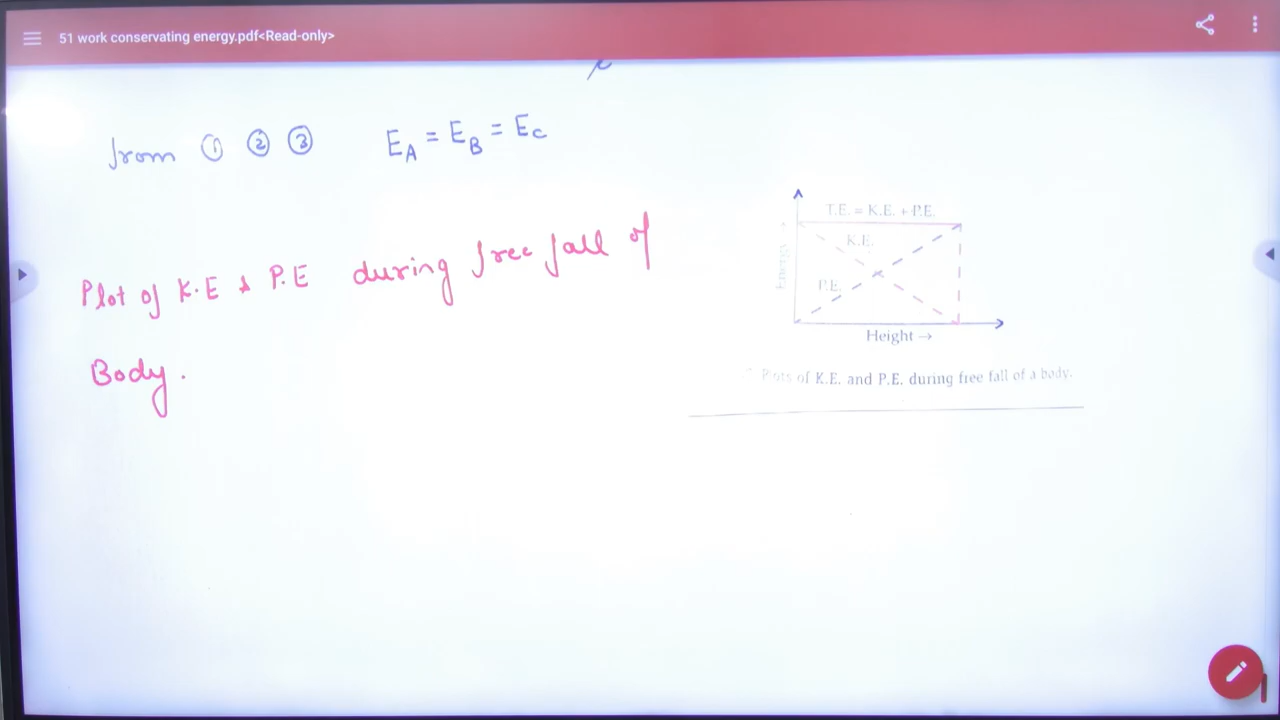 51 work conservating energy.pdf<Read-only>
from ① ② ③ E_A = E_B = E_C
Plot of K.E & P.E during free fall of
Body.
T.E. = K.E. + P.E.
K.E.
Energy →
P.E.
Height →
Plots of K.E. and P.E. during free fall of a body.